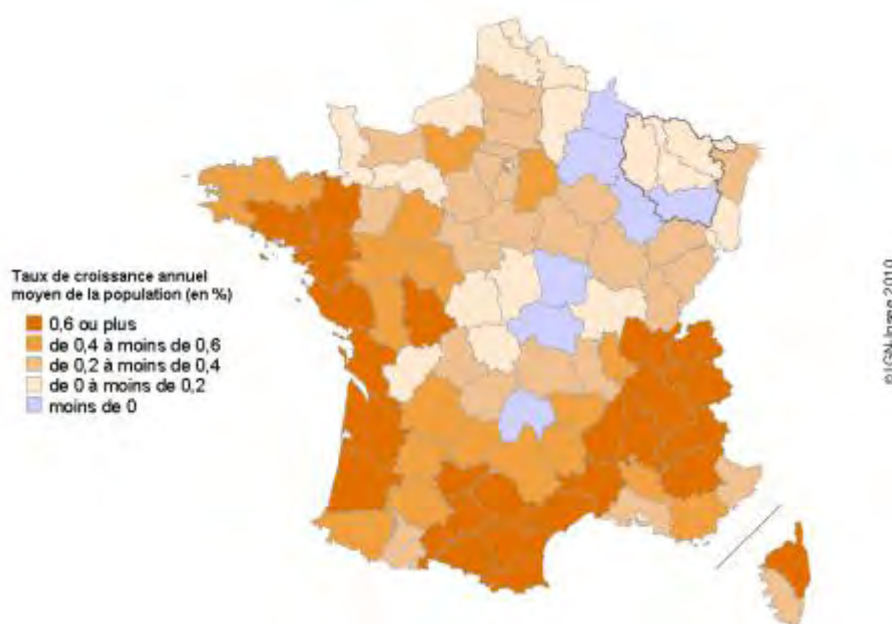 Taux de croissance annuel
moyen de la population (en %)
0,6 ou plus
de 0,4 à moins de 0,6
de 0,2 à moins de 0,4
de 0 à moins de 0,2
moins de 0
©IGN-Insee 2010